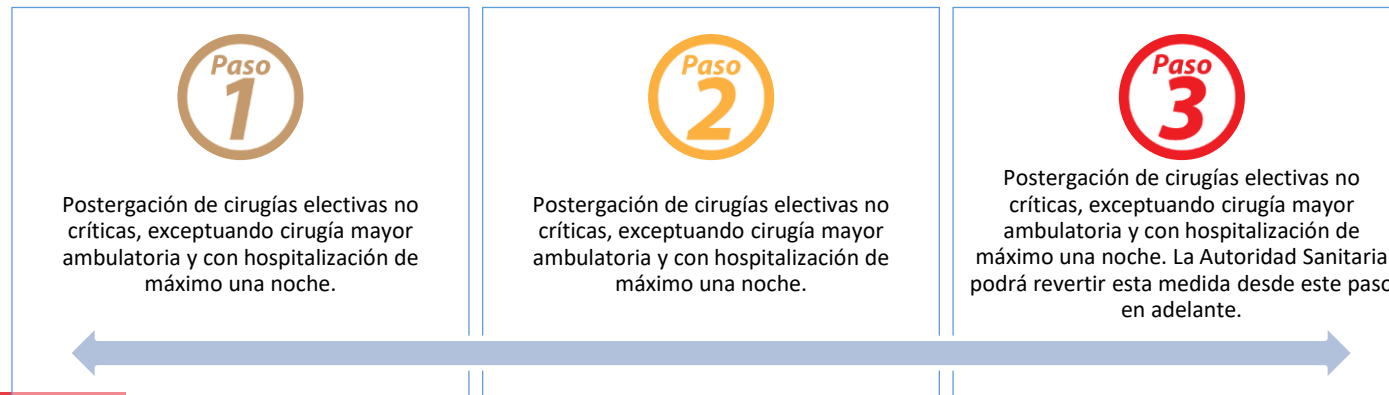 Paso
1
Postergación de cirugías electivas no
críticas, exceptuando cirugía mayor
ambulatoria y con hospitalización de
máximo una noche.
Paso
2
Postergación de cirugías electivas no
críticas, exceptuando cirugía mayor
ambulatoria y con hospitalización de
máximo una noche.
Paso
3
Postergación de cirugías electivas no
críticas, exceptuando cirugía mayor
ambulatoria y con hospitalización de
máximo una noche. La Autoridad Sanitaria
podrá revertir esta medida desde este paso
en adelante.